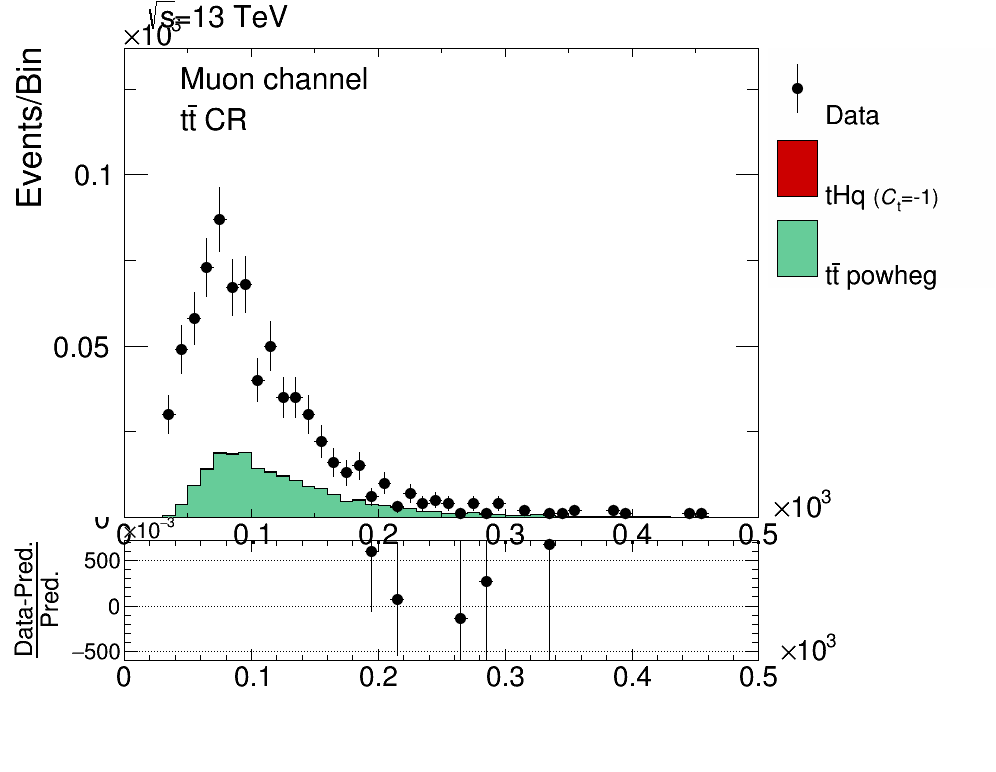 √s=13 TeV
×10³
Events/Bin
Muon channel
tt̄ CR
0.1
0.05
0
Data
tHq (Ct=-1)
tt̄ powheg
×10³
0 0.1 0.2 0.3 0.4 0.5
×10⁻³
Data-Pred.
Pred.
500
0
−500
×10³
0 0.1 0.2 0.3 0.4 0.5